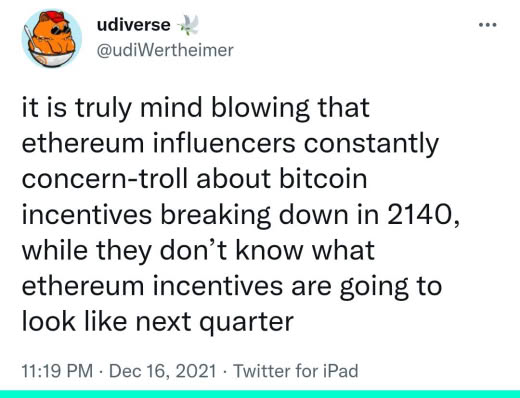 udiverse
@udiWertheimer
it is truly mind blowing that
ethereum influencers constantly
concern-troll about bitcoin
incentives breaking down in 2140,
while they don’t know what
ethereum incentives are going to
look like next quarter
11:19 PM · Dec 16, 2021 · Twitter for iPad